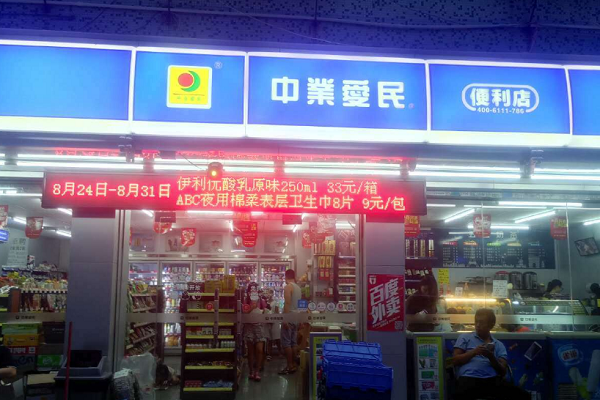 中業愛民
便利店
400-6111-786
8月24日-8月31日
伊利优酸乳原味250ml 33元/箱
ABC夜用棉柔表层卫生巾8片 9元/包
百度
外卖